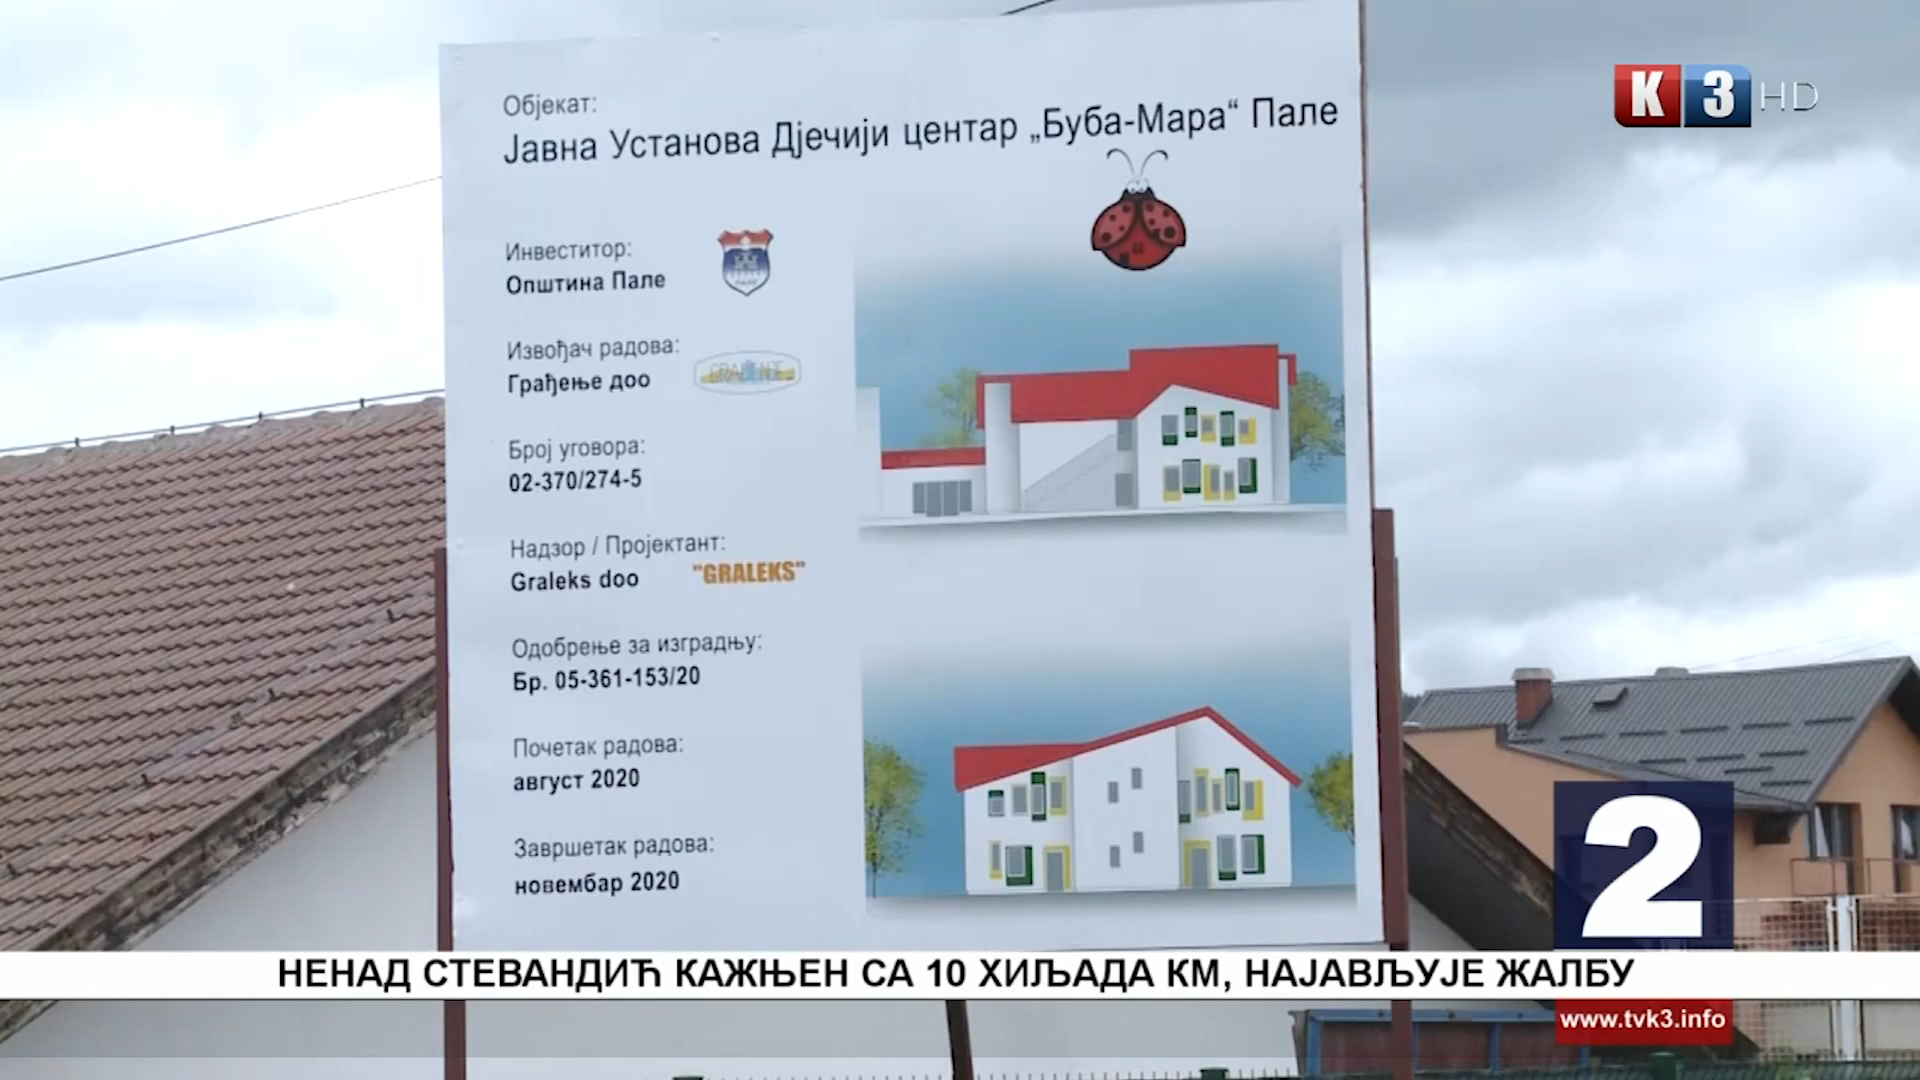 K3 HD
Објекат:
Јавна Установа Дјечији центар „Буба-Мара“ Пале
Инвеститор:
Општина Пале
Извођач радова:
Грађење доо
GRAĐENJE
Број уговора:
02-370/274-5
Надзор / Пројектант:
Graleks doo
"GRALEKS"
Одобрење за изградњу:
Бр. 05-361-153/20
Почетак радова:
август 2020
Завршетак радова:
новембар 2020
2
НЕНАД СТЕВАНДИЋ КАЖЊЕН СА 10 ХИЉАДА КМ, НАЈАВЉУЈЕ ЖАЛБУ
www.tvk3.info